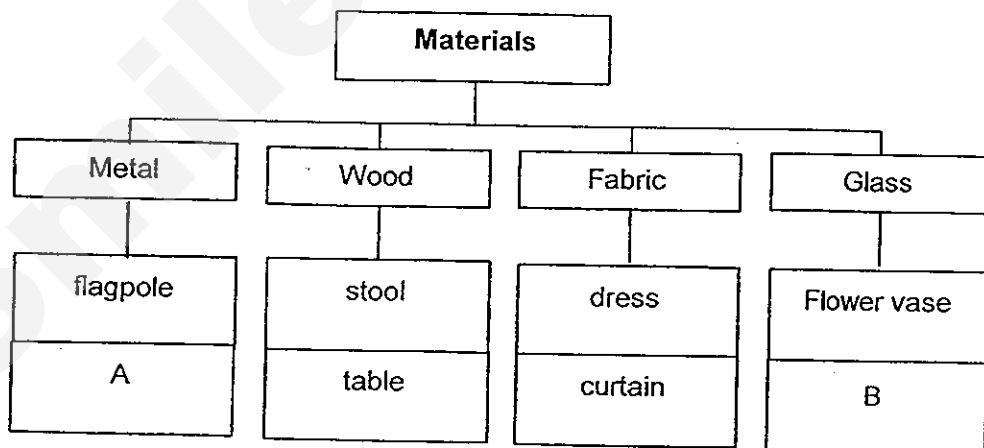 Materials
Metal
Wood
Fabric
Glass
flagpole
stool
dress
Flower vase
A
table
curtain
B